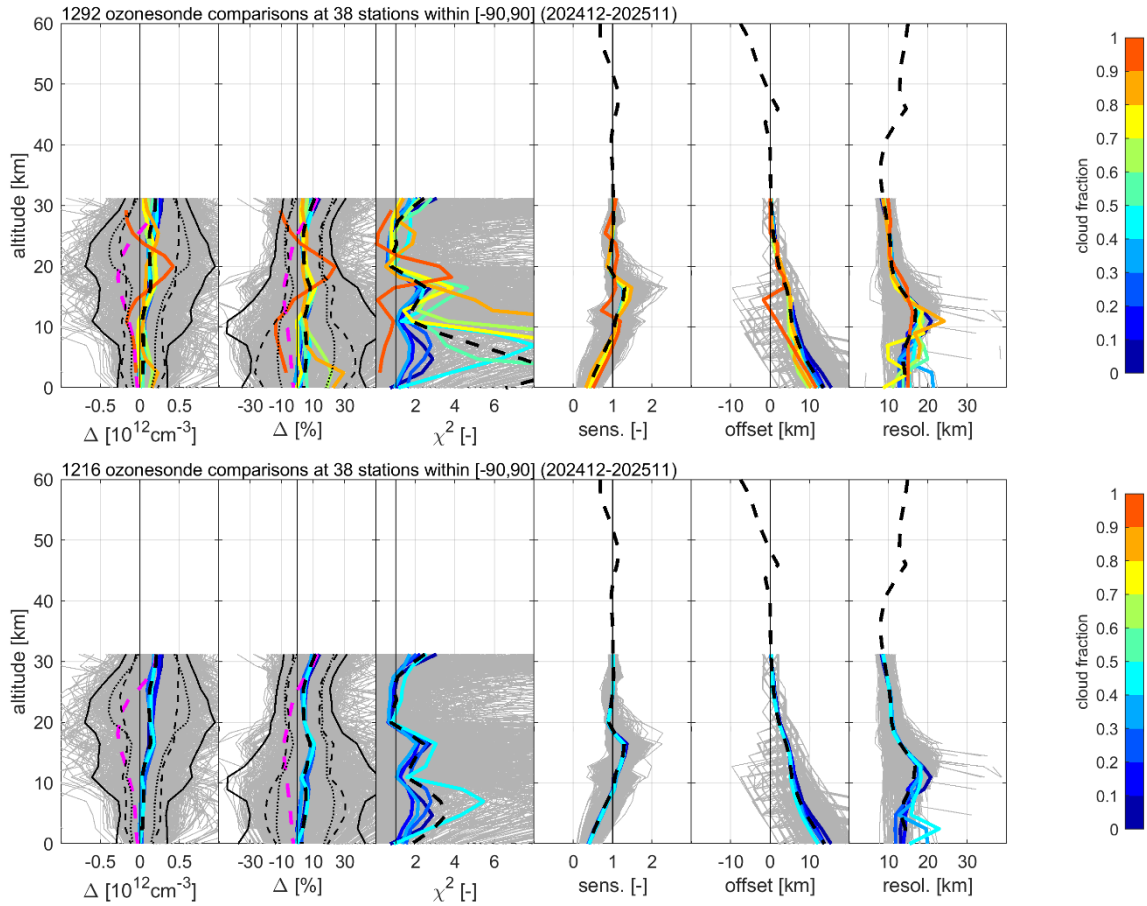 1292 ozonesonde comparisons at 38 stations within [-90,90] (202412-202511)
60
50
40
30
20
10
0
altitude [km]
-0.5 0 0.5
Δ [10¹²cm⁻³]
-30 -10 10 30
Δ [%]
2 4 6
χ² [-]
0 1 2
sens. [-]
0 10
offset [km]
10 20 30
resol. [km]
1
0.9
0.8
0.7
0.6
0.5
0.4
0.3
0.2
0.1
0
cloud fraction
1216 ozonesonde comparisons at 38 stations within [-90,90] (202412-202511)
60
50
40
30
20
10
0
altitude [km]
-0.5 0 0.5
Δ [10¹²cm⁻³]
-30 -10 10 30
Δ [%]
2 4 6
χ² [-]
0 1 2
sens. [-]
0 10
offset [km]
10 20 30
resol. [km]
1
0.9
0.8
0.7
0.6
0.5
0.4
0.3
0.2
0.1
0
cloud fraction